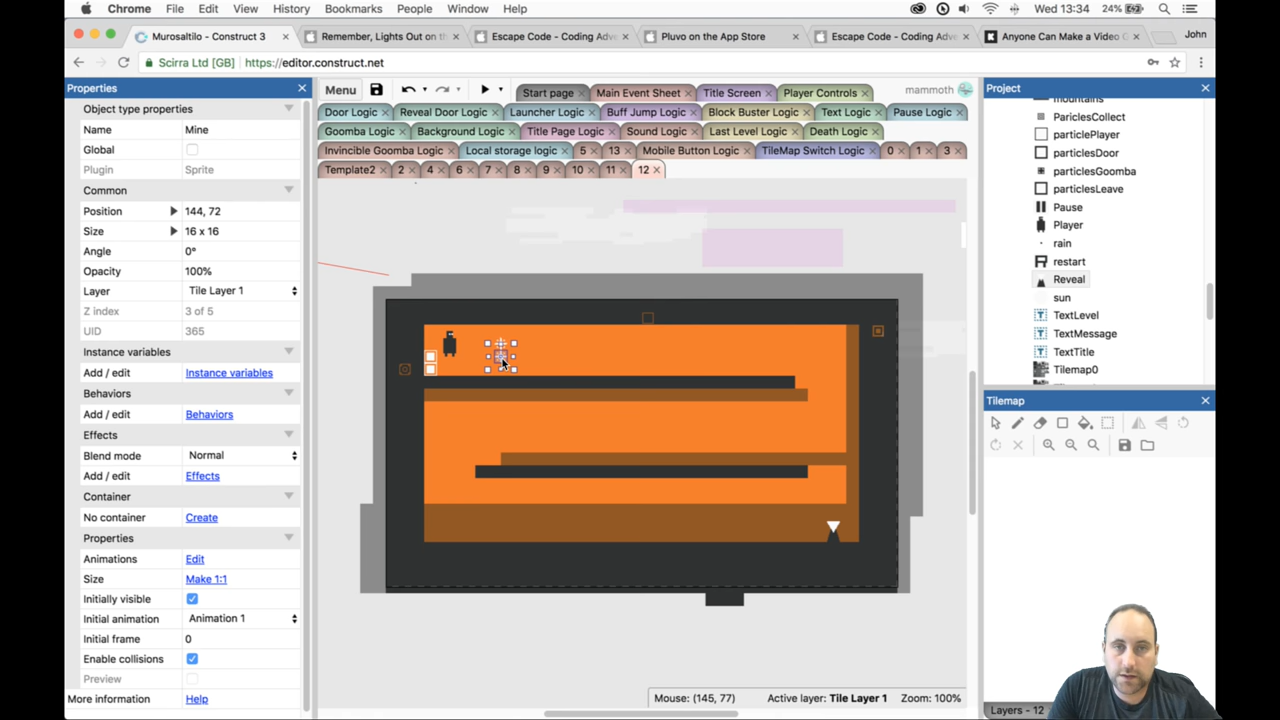 Chrome File Edit View History Bookmarks People Window Help Wed 13:34 24%
Murosaltilo - Construct 3 Remember, Lights Out on th Escape Code - Coding Adve Pluvo on the App Store Escape Code - Coding Adve Anyone Can Make a Video G John
Scirra Ltd [GB] https://editor.construct.net
Properties
Object type properties
Name Mine
Global
Plugin Sprite
Common
Position 144, 72
Size 16 x 16
Angle 0°
Opacity 100%
Layer Tile Layer 1
Z index 3 of 5
UID 365
Instance variables
Add / edit Instance variables
Behaviors
Add / edit Behaviors
Effects
Blend mode Normal
Add / edit Effects
Container
No container Create
Properties
Animations Edit
Size Make 1:1
Initially visible
Initial animation Animation 1
Initial frame 0
Enable collisions
Preview
More information Help
Menu Start page Main Event Sheet Title Screen Player Controls mammoth
Door Logic Reveal Door Logic Launcher Logic Buff Jump Logic Block Buster Logic Text Logic Pause Logic
Goomba Logic Background Logic Title Page Logic Sound Logic Last Level Logic Death Logic
Invincible Goomba Logic Local storage logic 5 13 Mobile Button Logic TileMap Switch Logic 0 1 3
Template2 2 4 6 7 8 9 10 11 12
Mouse: (145, 77) Active layer: Tile Layer 1 Zoom: 100%
Project
mountains
PariclesCollect
particlePlayer
particlesDoor
particlesGoomba
particlesLeave
Pause
Player
rain
restart
Reveal
sun
TextLevel
TextMessage
TextTitle
Tilemap0
Tilemap
Layers - 12